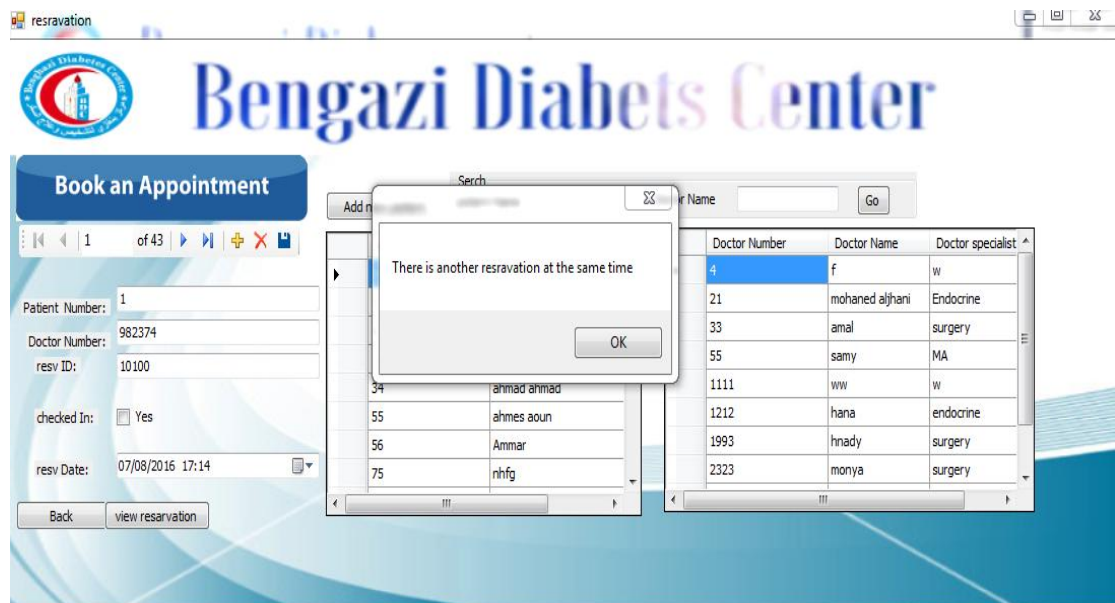 resravation
Benghazi Diabetes Center
Bengazi Diabets Center
Book an Appointment
1 of 43
Patient Number: 1
Doctor Number: 982374
resv ID: 10100
checked In: Yes
resv Date: 07/08/2016 17:14
Back view resarvation
Serch
Add
Name Go
There is another resravation at the same time
OK
34 ahmad ahmad
55 ahmes aoun
56 Ammar
75 nhfg
Doctor Number Doctor Name Doctor specialist
4 f w
21 mohaned aljhani Endocrine
33 amal surgery
55 samy MA
1111 ww w
1212 hana endocrine
1993 hnady surgery
2323 monya surgery